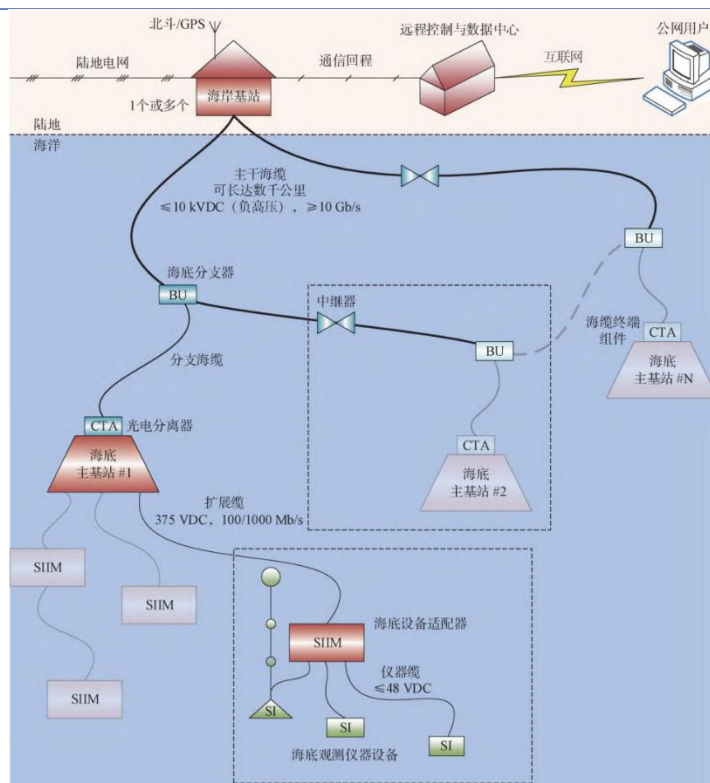 北斗/GPS
远程控制与数据中心
公网用户
陆地电网
通信回程
互联网
海岸基站
1个或多个
陆地
海洋
主干海缆
可长达数千公里
≤10 kVDC（负高压），≥10 Gb/s
BU
海底分支器
BU
中继器
BU
海缆终端
组件
CTA
海底
主基站 #N
分支海缆
CTA
光电分离器
海底
主基站 #1
CTA
海底
主基站 #2
扩展缆
375 VDC，100/1000 Mb/s
SIIM
SIIM
SIIM
海底设备适配器
SIIM
仪器缆
≤48 VDC
SI
SI
SI
海底观测仪器设备